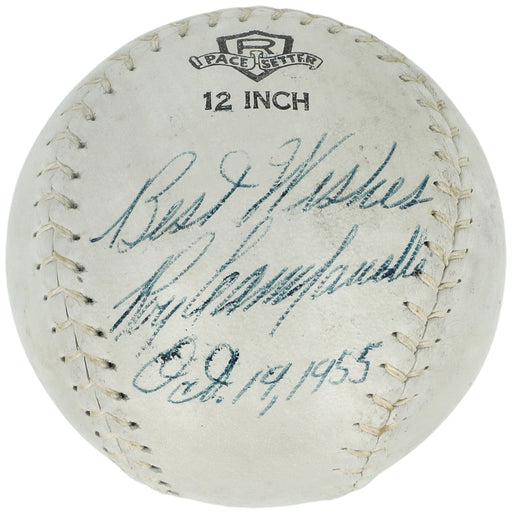 R
PACE SETTER
12 INCH
Best Wishes
Roy Campanella
Oct. 19, 1955